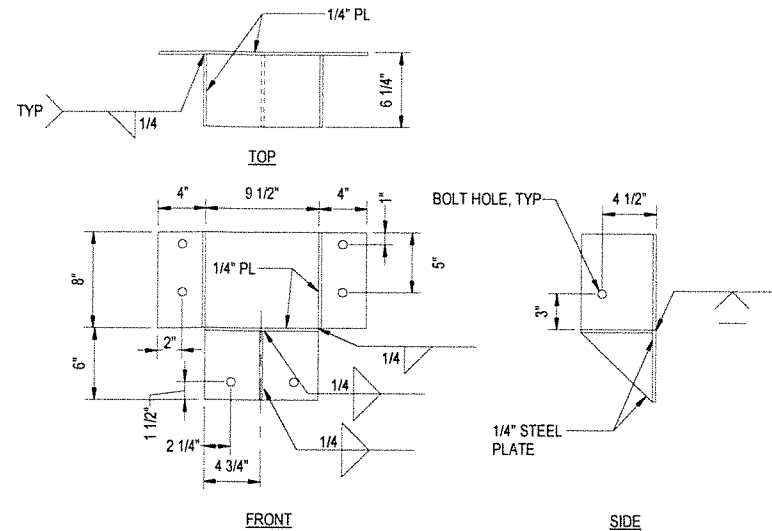 1/4" PL
6 1/4"
TYP
1/4
TOP
4"
9 1/2"
4"
1"
BOLT HOLE, TYP
4 1/2"
8"
1/4" PL
5"
3"
2"
1/4
6"
1/4
1 1/2"
2 1/4"
1/4
1/4" STEEL
PLATE
4 3/4"
FRONT
SIDE